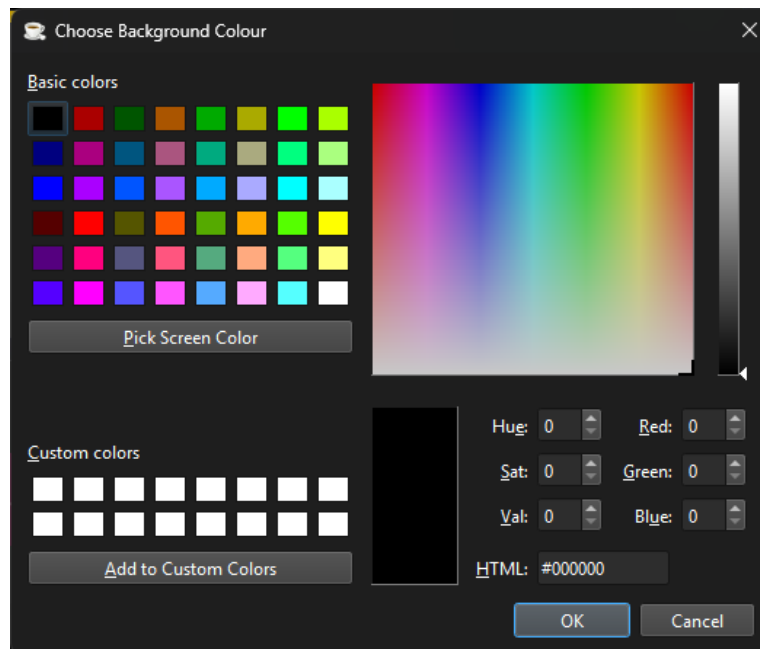 Choose Background Colour
Basic colors
Pick Screen Color
Custom colors
Add to Custom Colors
Hue: 0 Red: 0
Sat: 0 Green: 0
Val: 0 Blue: 0
HTML: #000000
OK Cancel